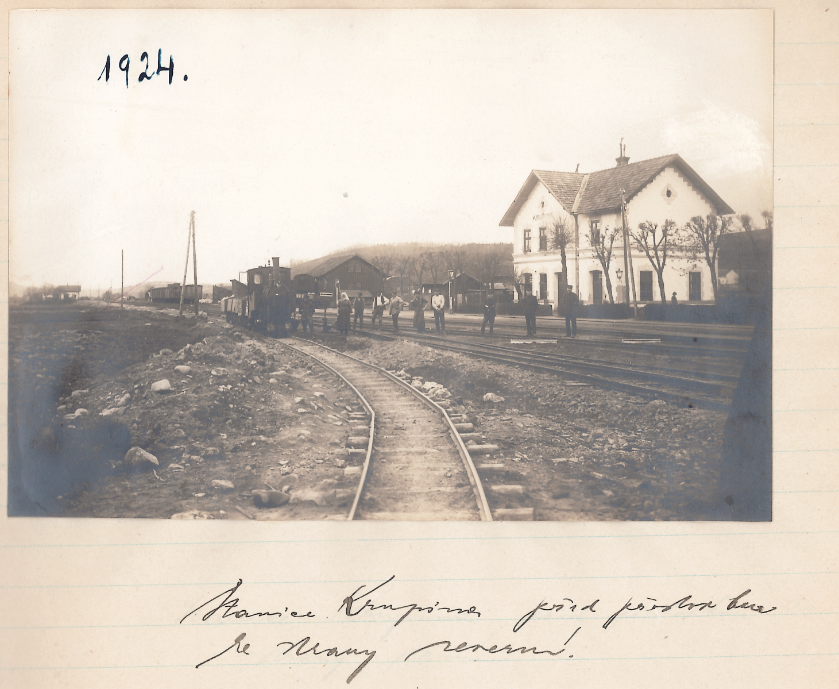 1924.
Stanice Krupina před přestavbou
ze strany severní.